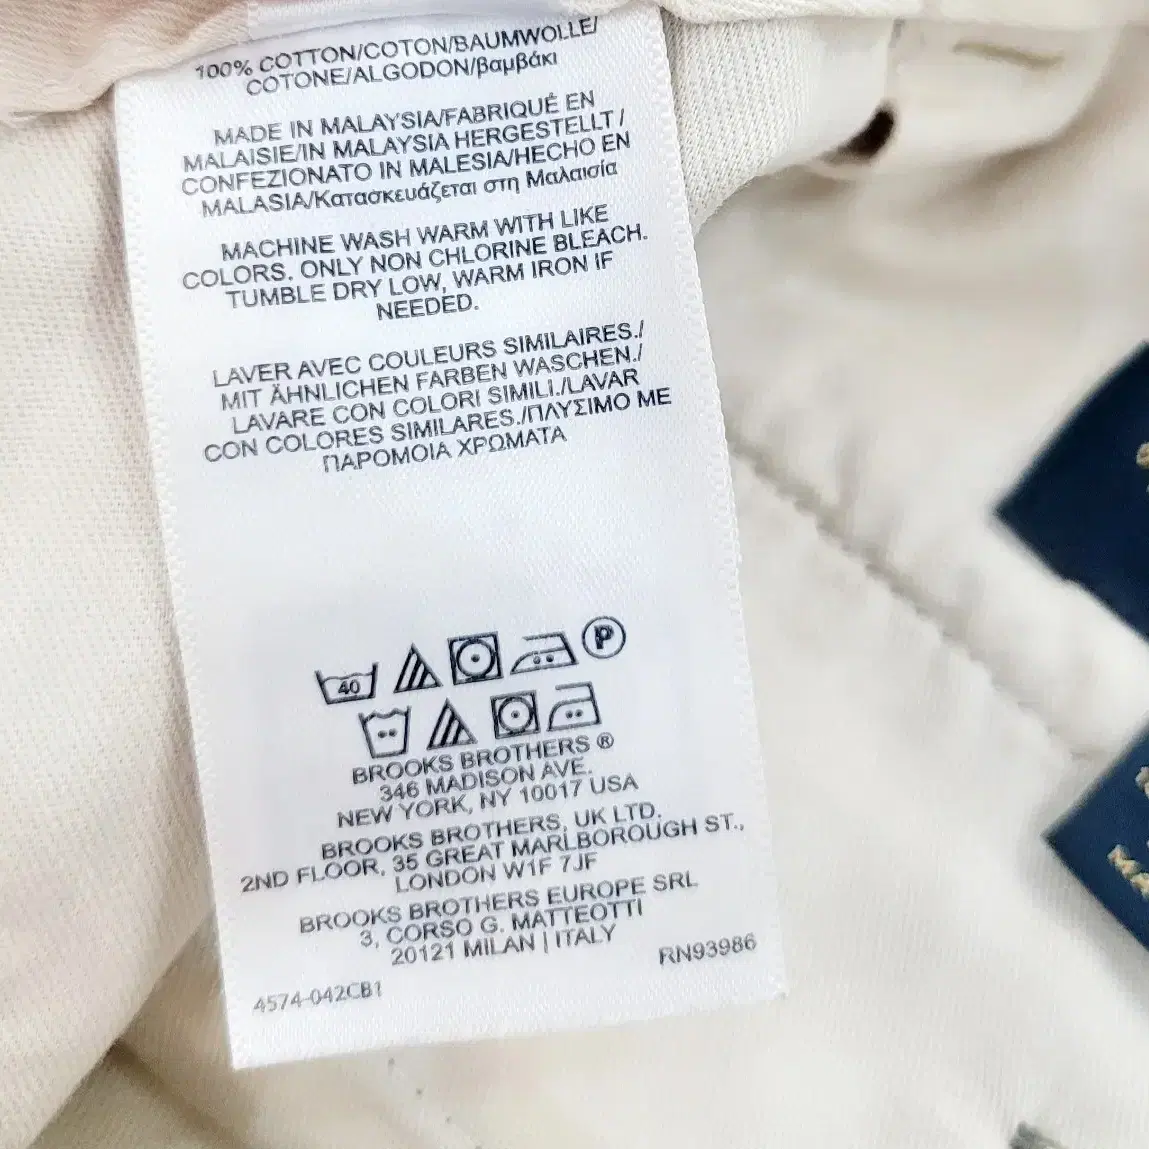 100% COTTON/COTON/BAUMWOLLE/
COTONE/ALGODON/βαμβάκι
MADE IN MALAYSIA/FABRIQUÉ EN
MALAISIE/IN MALAYSIA HERGESTELLT/
CONFEZIONATO IN MALESIA/HECHO EN
MALASIA/Κατασκευάζεται στη Μαλαισία
MACHINE WASH WARM WITH LIKE
COLORS. ONLY NON CHLORINE BLEACH.
TUMBLE DRY LOW, WARM IRON IF
NEEDED.
LAVER AVEC COULEURS SIMILAIRES./
MIT ÄHNLICHEN FARBEN WASCHEN./
LAVARE CON COLORI SIMILI./LAVAR
CON COLORES SIMILARES./ΠΛΥΣΙΜΟ ΜΕ
ΠΑΡΟΜΟΙΑ ΧΡΩΜΑΤΑ
40 P
BROOKS BROTHERS ®
346 MADISON AVE.
NEW YORK, NY 10017 USA
BROOKS BROTHERS, UK LTD.
2ND FLOOR, 35 GREAT MARLBOROUGH ST.,
LONDON W1F 7JF
BROOKS BROTHERS EUROPE SRL
3, CORSO G. MATTEOTTI
20121 MILAN | ITALY
RN93986
4574-042CB1